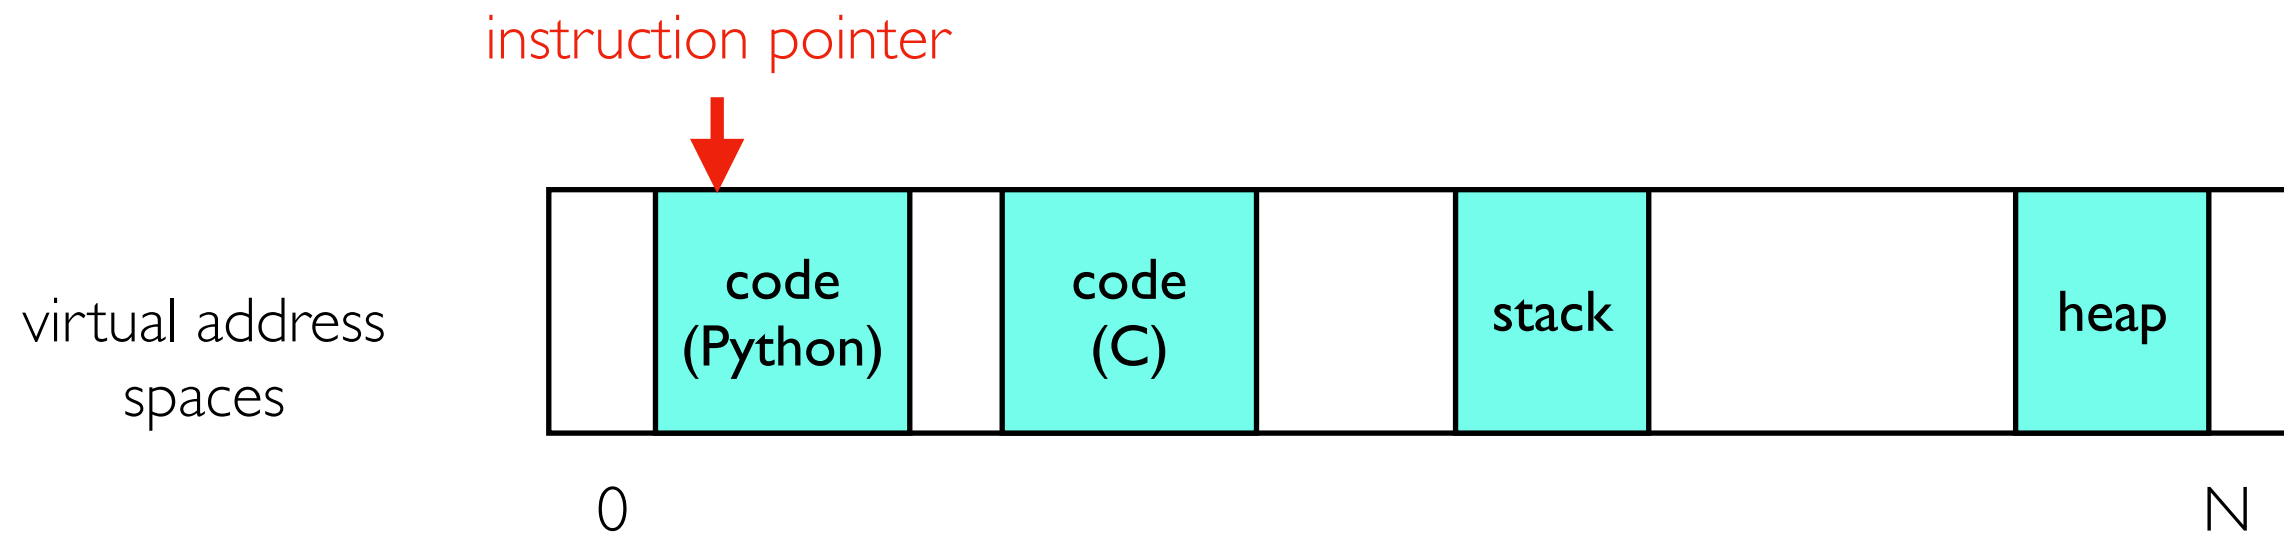 instruction pointer
code
(Python)
code
(C)
stack
heap
virtual address
spaces
0
N